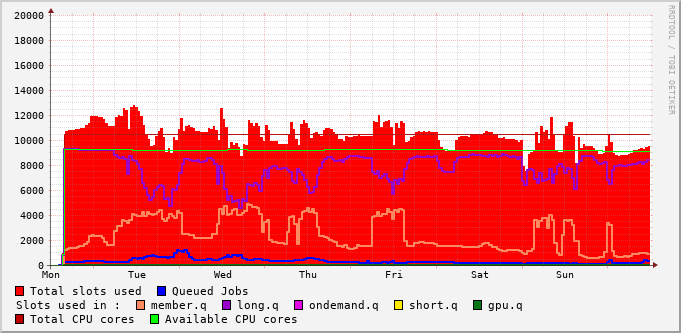 20000
18000
16000
14000
12000
10000
8000
6000
4000
2000
0
Mon Tue Wed Thu Fri Sat Sun
RRDTOOL / TOBI OETIKER
Total slots used Queued Jobs
Slots used in : member.q long.q ondemand.q short.q gpu.q
Total CPU cores Available CPU cores